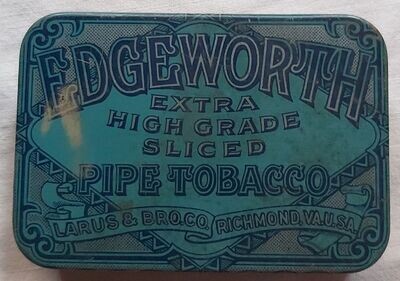 EDGEWORTH
EXTRA
HIGH GRADE
SLICED
PIPE TOBACCO
LARUS & BRO.CO. RICHMOND, VA.U.S.A.